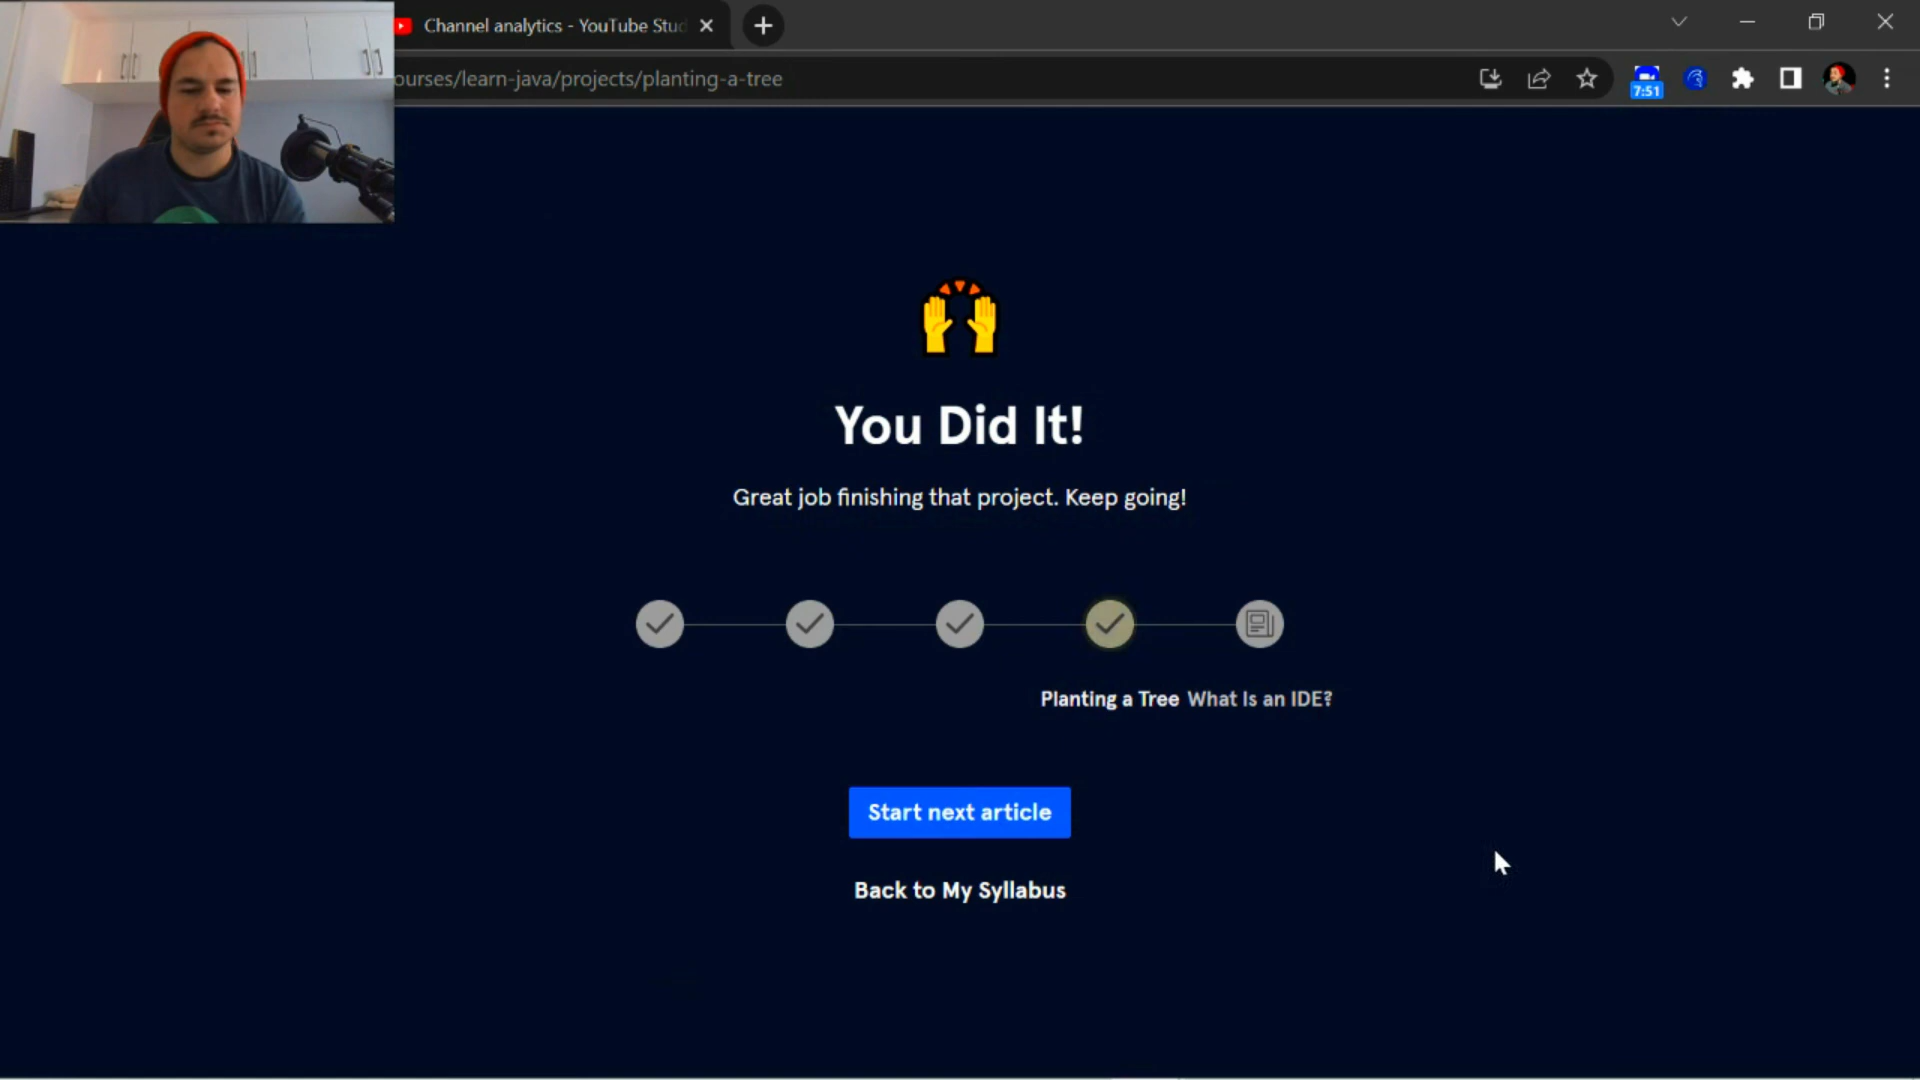 Channel analytics - YouTube Stud
ourses/learn-java/projects/planting-a-tree
7:51
You Did It!
Great job finishing that project. Keep going!
Planting a Tree What Is an IDE?
Start next article
Back to My Syllabus